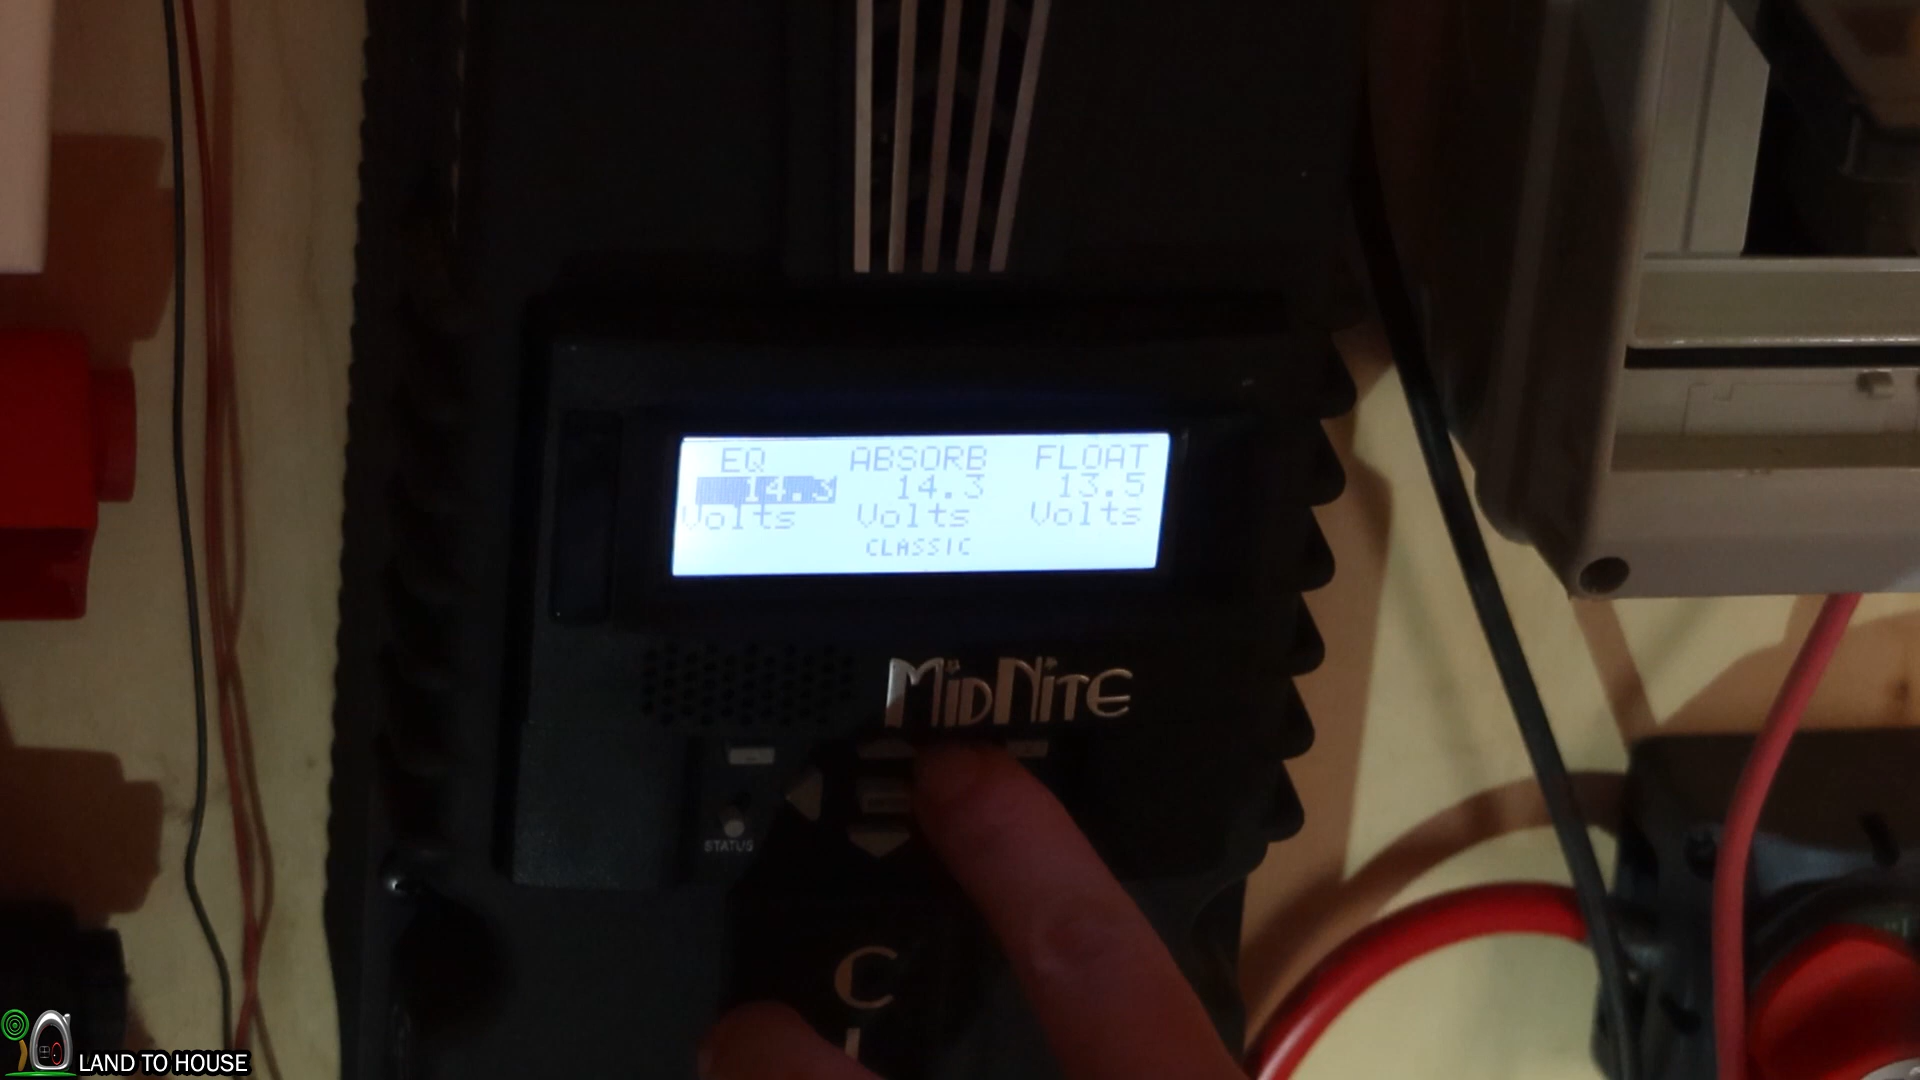 EQ ABSORB FLOAT
14.3 14.3 13.5
Volts Volts Volts
CLASSIC
MidNite
STATUS
C
LAND TO HOUSE